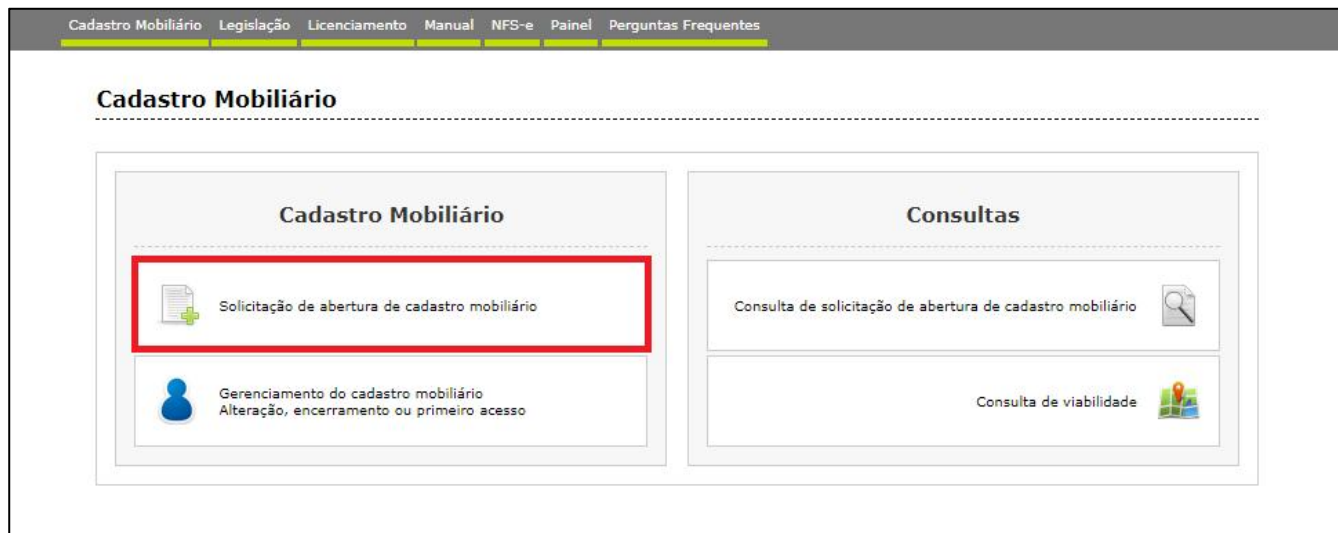 Cadastro Mobiliário Legislação Licenciamento Manual NFS-e Painel Perguntas Frequentes
Cadastro Mobiliário
Cadastro Mobiliário
Solicitação de abertura de cadastro mobiliário
Gerenciamento do cadastro mobiliário
Alteração, encerramento ou primeiro acesso
Consultas
Consulta de solicitação de abertura de cadastro mobiliário
Consulta de viabilidade